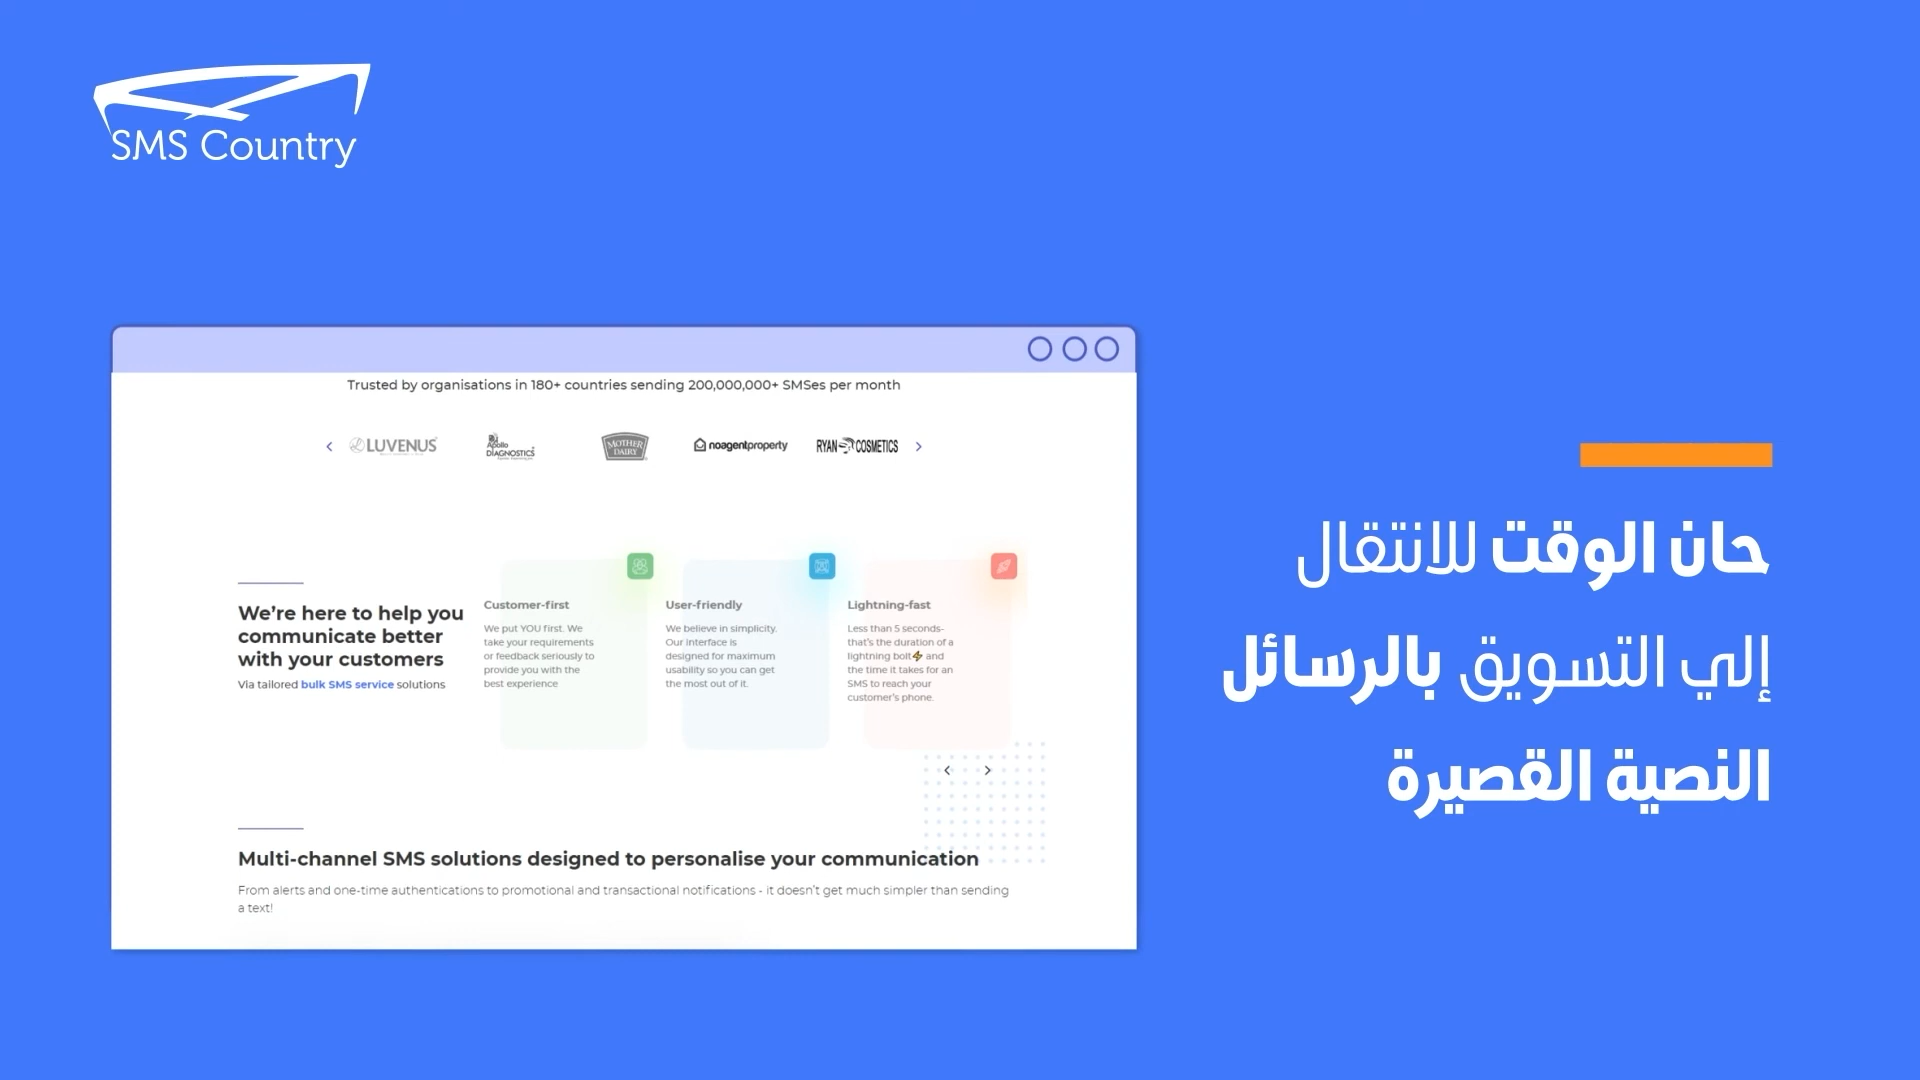 SMS Country
Trusted by organisations in 180+ countries sending 200,000,000+ SMSes per month
LUVENUS
Apollo
DIAGNOSTICS
MOTHER
DAIRY
noagentproperty
RYAN COSMETICS
We're here to help you
communicate better
with your customers
Via tailored bulk SMS service solutions
Customer-first
We put YOU first. We
take your requirements
or feedback seriously to
provide you with the
best experience
User-friendly
We believe in simplicity.
Our interface is
designed for maximum
usability so you can get
the most out of it.
Lightning-fast
Less than 5 seconds-
that's the duration of a
lightning bolt⚡ and
the time it takes for an
SMS to reach your
customer's phone.
Multi-channel SMS solutions designed to personalise your communication
From alerts and one-time authentications to promotional and transactional notifications - it doesn't get much simpler than sending
a text!
حان الوقت للانتقال
إلي التسويق بالرسائل
النصية القصيرة